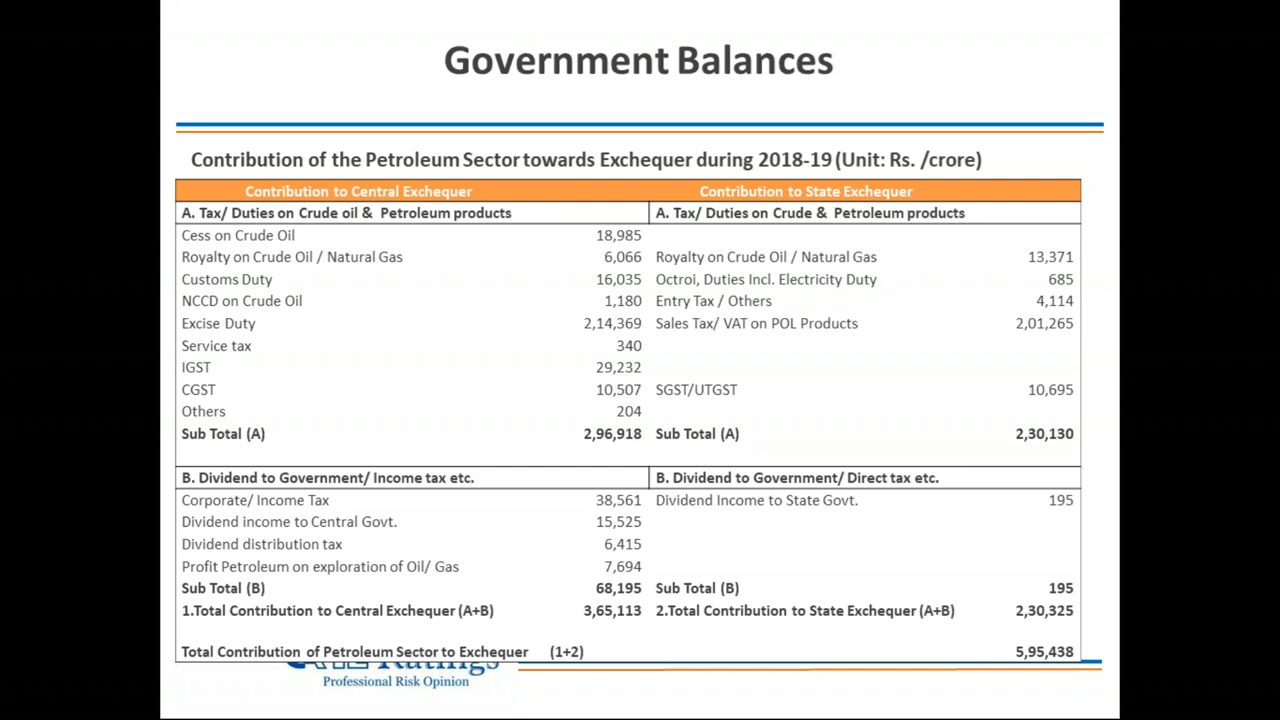 Government Balances
Contribution of the Petroleum Sector towards Exchequer during 2018-19 (Unit: Rs. /crore)
Contribution to Central Exchequer Contribution to State Exchequer
A. Tax/ Duties on Crude oil & Petroleum products A. Tax/ Duties on Crude & Petroleum products
Cess on Crude Oil 18,985
Royalty on Crude Oil / Natural Gas 6,066 Royalty on Crude Oil / Natural Gas 13,371
Customs Duty 16,035 Octroi, Duties Incl. Electricity Duty 685
NCCD on Crude Oil 1,180 Entry Tax / Others 4,114
Excise Duty 2,14,369 Sales Tax/ VAT on POL Products 2,01,265
Service tax 340
IGST 29,232
CGST 10,507 SGST/UTGST 10,695
Others 204
Sub Total (A) 2,96,918 Sub Total (A) 2,30,130
B. Dividend to Government/ Income tax etc. B. Dividend to Government/ Direct tax etc.
Corporate/ Income Tax 38,561 Dividend Income to State Govt. 195
Dividend income to Central Govt. 15,525
Dividend distribution tax 6,415
Profit Petroleum on exploration of Oil/ Gas 7,694
Sub Total (B) 68,195 Sub Total (B) 195
1.Total Contribution to Central Exchequer (A+B) 3,65,113 2.Total Contribution to State Exchequer (A+B) 2,30,325
Total Contribution of Petroleum Sector to Exchequer (1+2) 5,95,438
Ratings
Professional Risk Opinion